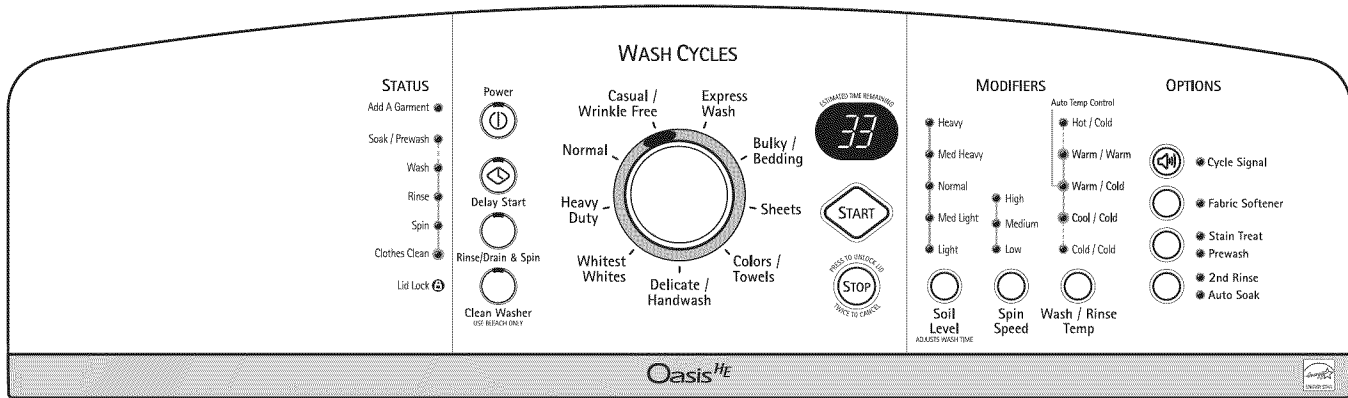 STATUS
Add A Garment
Soak / Prewash
Wash
Rinse
Spin
Clothes Clean
Lid Lock
WASH CYCLES
Power
Delay Start
Rinse/Drain & Spin
Clean Washer
USE BLEACH ONLY
Casual /
Wrinkle Free
Express
Wash
Normal
Bulky /
Bedding
Heavy
Duty
Sheets
Whitest
Whites
Colors /
Towels
Delicate /
Handwash
ESTIMATED TIME REMAINING
33
START
PRESS TO UNLOCK LID
STOP
TWICE TO CANCEL
MODIFIERS
Heavy
Med Heavy
Normal
Med Light
Light
Soil
Level
ADJUSTS WASH TIME
High
Medium
Low
Spin
Speed
Auto Temp Control
Hot / Cold
Warm / Warm
Warm / Cold
Cool / Cold
Cold / Cold
Wash / Rinse
Temp
OPTIONS
Cycle Signal
Fabric Softener
Stain Treat
Prewash
2nd Rinse
Auto Soak
Oasis HE
energy
ENERGY STAR